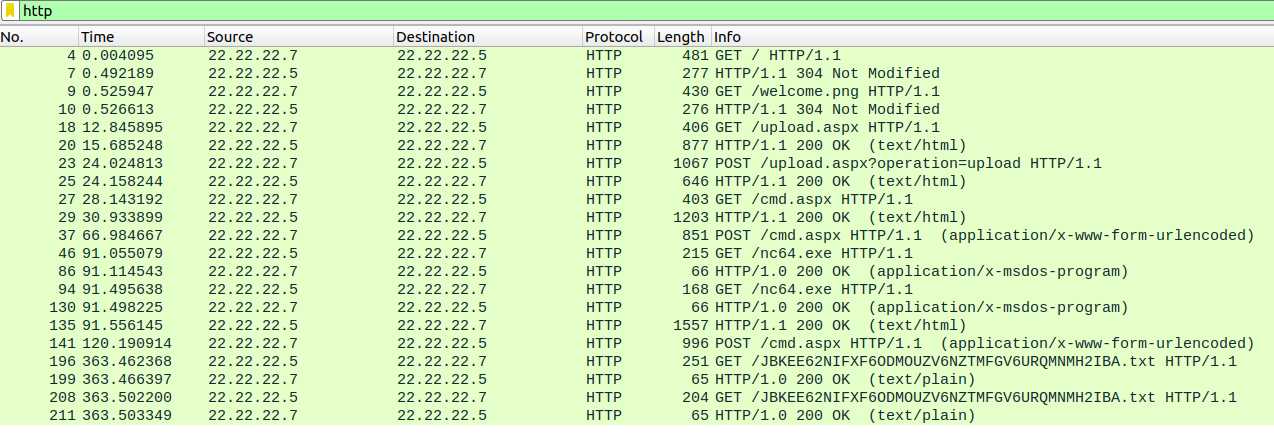 http
No. Time Source Destination Protocol Length Info
4 0.004095 22.22.22.7 22.22.22.5 HTTP 481 GET / HTTP/1.1
7 0.492189 22.22.22.5 22.22.22.7 HTTP 277 HTTP/1.1 304 Not Modified
9 0.525947 22.22.22.7 22.22.22.5 HTTP 430 GET /welcome.png HTTP/1.1
10 0.526613 22.22.22.5 22.22.22.7 HTTP 276 HTTP/1.1 304 Not Modified
18 12.845895 22.22.22.7 22.22.22.5 HTTP 406 GET /upload.aspx HTTP/1.1
20 15.685248 22.22.22.5 22.22.22.7 HTTP 877 HTTP/1.1 200 OK (text/html)
23 24.024813 22.22.22.7 22.22.22.5 HTTP 1067 POST /upload.aspx?operation=upload HTTP/1.1
25 24.158244 22.22.22.5 22.22.22.7 HTTP 646 HTTP/1.1 200 OK (text/html)
27 28.143192 22.22.22.7 22.22.22.5 HTTP 403 GET /cmd.aspx HTTP/1.1
29 30.933899 22.22.22.5 22.22.22.7 HTTP 1203 HTTP/1.1 200 OK (text/html)
37 66.984667 22.22.22.7 22.22.22.5 HTTP 851 POST /cmd.aspx HTTP/1.1 (application/x-www-form-urlencoded)
46 91.055079 22.22.22.5 22.22.22.7 HTTP 215 GET /nc64.exe HTTP/1.1
86 91.114543 22.22.22.7 22.22.22.5 HTTP 66 HTTP/1.0 200 OK (application/x-msdos-program)
94 91.495638 22.22.22.5 22.22.22.7 HTTP 168 GET /nc64.exe HTTP/1.1
130 91.498225 22.22.22.7 22.22.22.5 HTTP 66 HTTP/1.0 200 OK (application/x-msdos-program)
135 91.556145 22.22.22.5 22.22.22.7 HTTP 1557 HTTP/1.1 200 OK (text/html)
141 120.190914 22.22.22.7 22.22.22.5 HTTP 996 POST /cmd.aspx HTTP/1.1 (application/x-www-form-urlencoded)
196 363.462368 22.22.22.5 22.22.22.7 HTTP 251 GET /JBKEE62NIFXF6ODMOUZV6NZTMFGV6URQMNMH2IBA.txt HTTP/1.1
199 363.466397 22.22.22.7 22.22.22.5 HTTP 65 HTTP/1.0 200 OK (text/plain)
208 363.502200 22.22.22.5 22.22.22.7 HTTP 204 GET /JBKEE62NIFXF6ODMOUZV6NZTMFGV6URQMNMH2IBA.txt HTTP/1.1
211 363.503349 22.22.22.7 22.22.22.5 HTTP 65 HTTP/1.0 200 OK (text/plain)